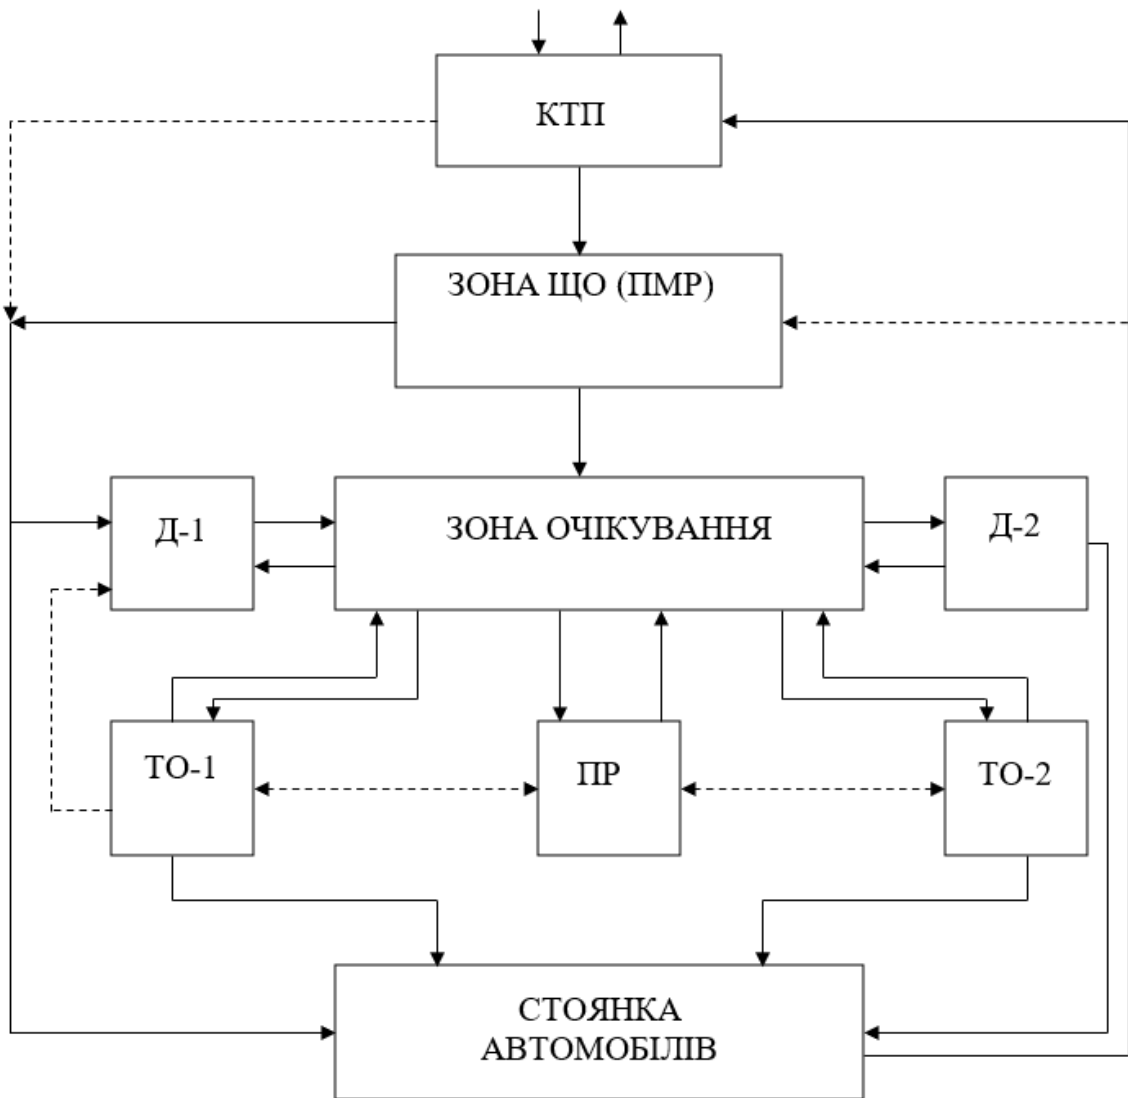 КТП
ЗОНА ЩО (ПМР)
Д-1
ЗОНА ОЧІКУВАННЯ
Д-2
ТО-1
ПР
ТО-2
СТОЯНКА
АВТОМОБІЛІВ